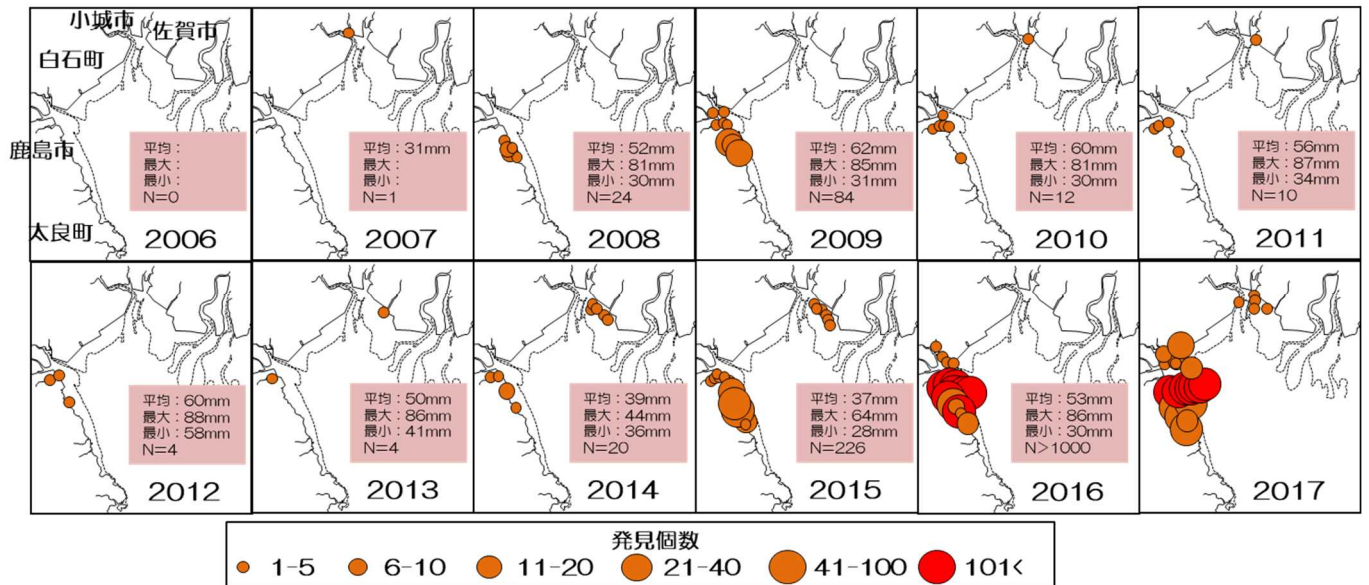 小城市
佐賀市
白石町
鹿島市
太良町
平均：
最大：
最小：
N=0
2006
平均：31mm
最大：
最小：
N=1
2007
平均：52mm
最大：81mm
最小：30mm
N=24
2008
平均：62mm
最大：85mm
最小：31mm
N=84
2009
平均：60mm
最大：81mm
最小：30mm
N=12
2010
平均：56mm
最大：87mm
最小：34mm
N=10
2011
平均：60mm
最大：88mm
最小：58mm
N=4
2012
平均：50mm
最大：86mm
最小：41mm
N=4
2013
平均：39mm
最大：44mm
最小：36mm
N=20
2014
平均：37mm
最大：64mm
最小：28mm
N=226
2015
平均：53mm
最大：86mm
最小：30mm
N>1000
2016
2017
発見個数
1-5 6-10 11-20 21-40 41-100 101<